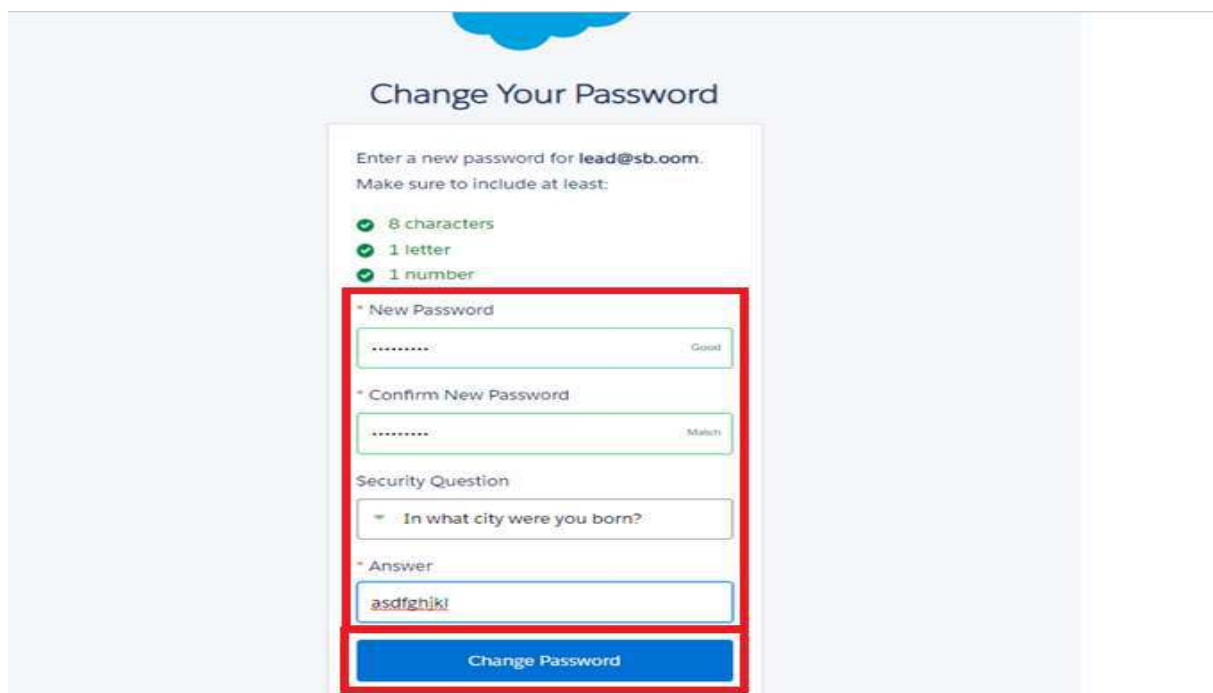 Change Your Password
Enter a new password for lead@sb.oom.
Make sure to include at least:
8 characters
1 letter
1 number
* New Password
••••••••• Good
* Confirm New Password
••••••••• Match
Security Question
In what city were you born?
* Answer
asdfghjkl
Change Password